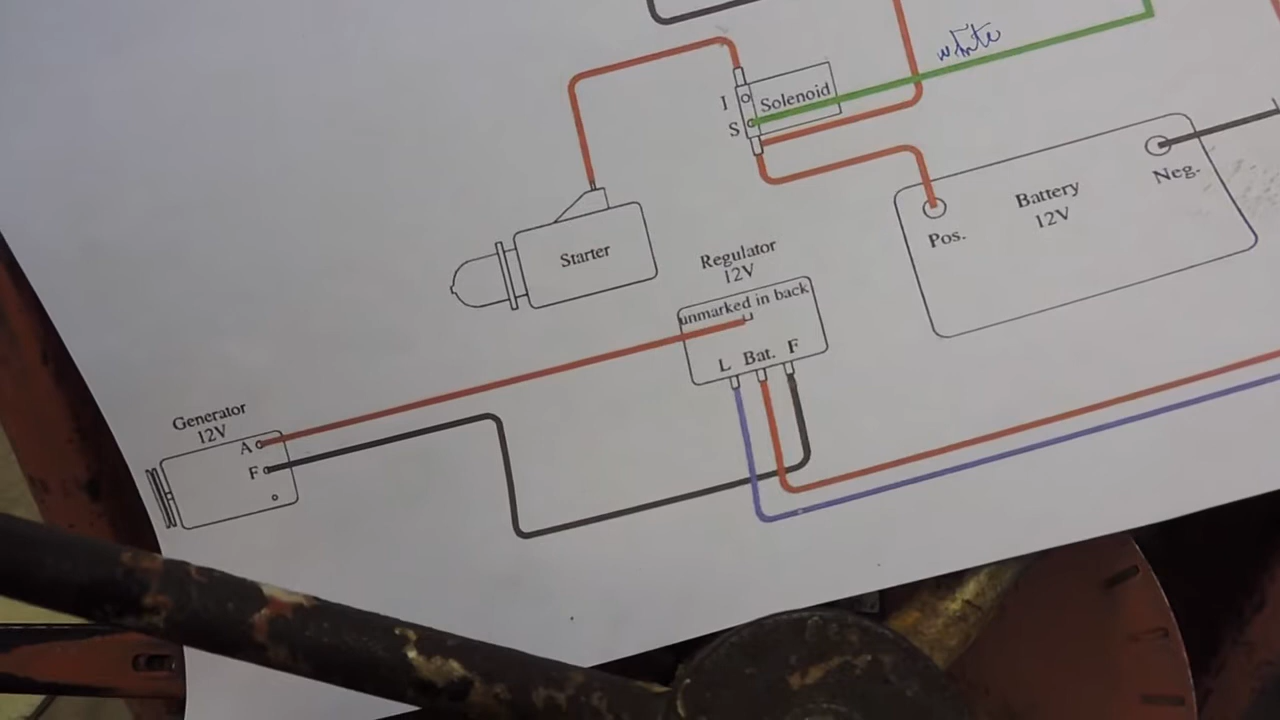 white
I
Solenoid
S
Neg.
Battery
12V
Pos.
Starter
Regulator
12V
unmarked in back
L Bat. F
Generator
12V
A
F